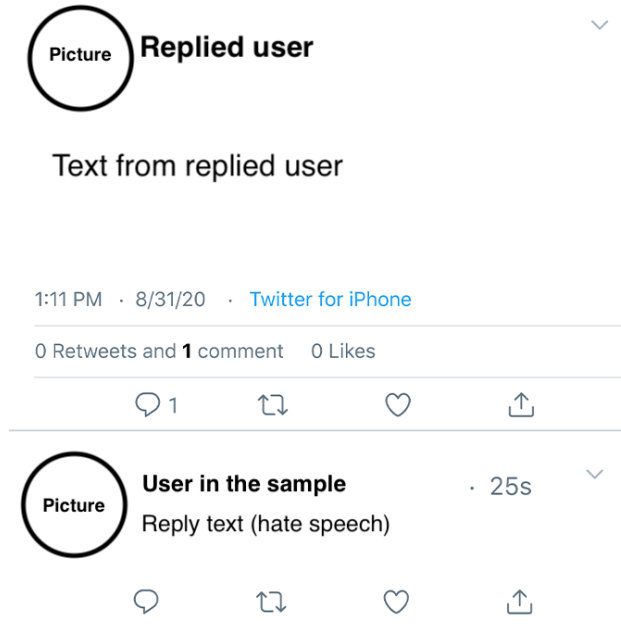 Picture
Replied user
Text from replied user
1:11 PM · 8/31/20 · Twitter for iPhone
0 Retweets and 1 comment 0 Likes
1
Picture
User in the sample · 25s
Reply text (hate speech)